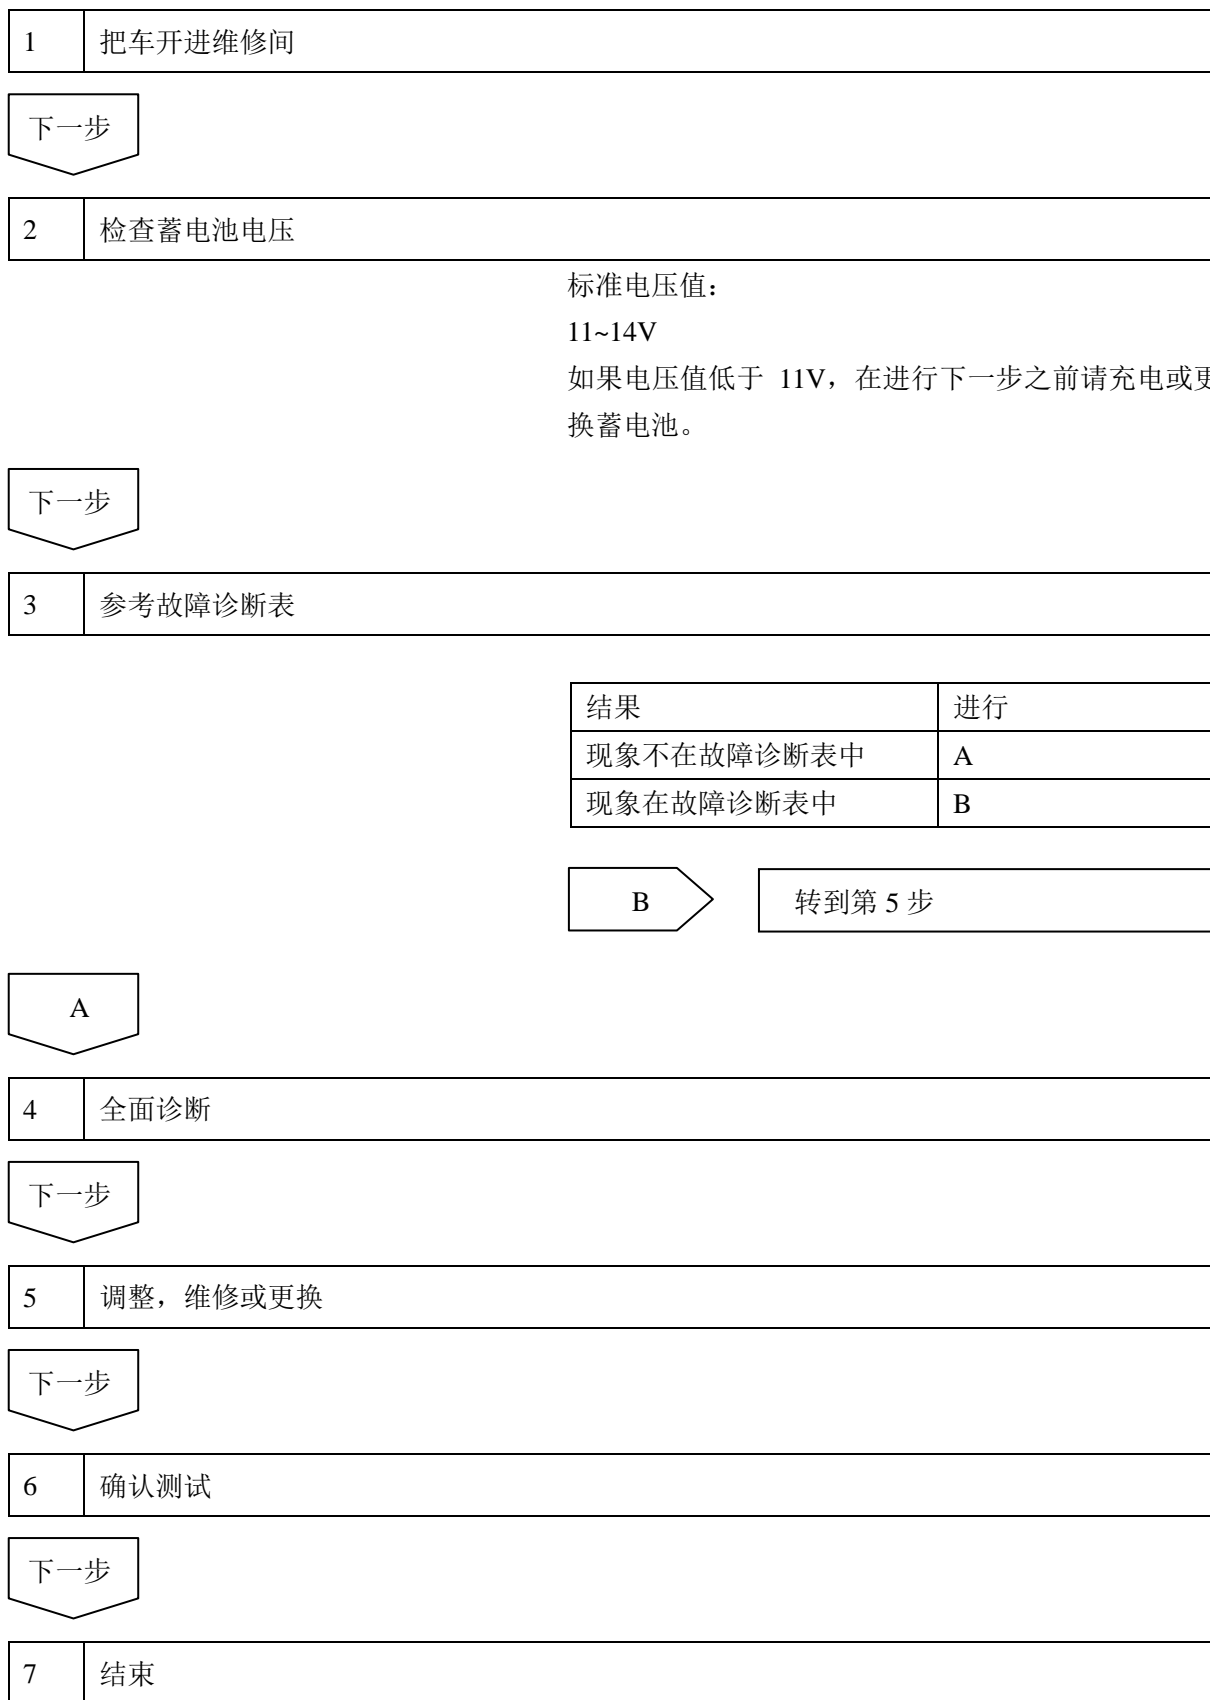 1 把车开进维修间
下一步
2 检查蓄电池电压
标准电压值：
11~14V
如果电压值低于 11V，在进行下一步之前请充电或更
换蓄电池。
下一步
3 参考故障诊断表
结果 进行
现象不在故障诊断表中 A
现象在故障诊断表中 B
B 转到第 5 步
A
4 全面诊断
下一步
5 调整，维修或更换
下一步
6 确认测试
下一步
7 结束